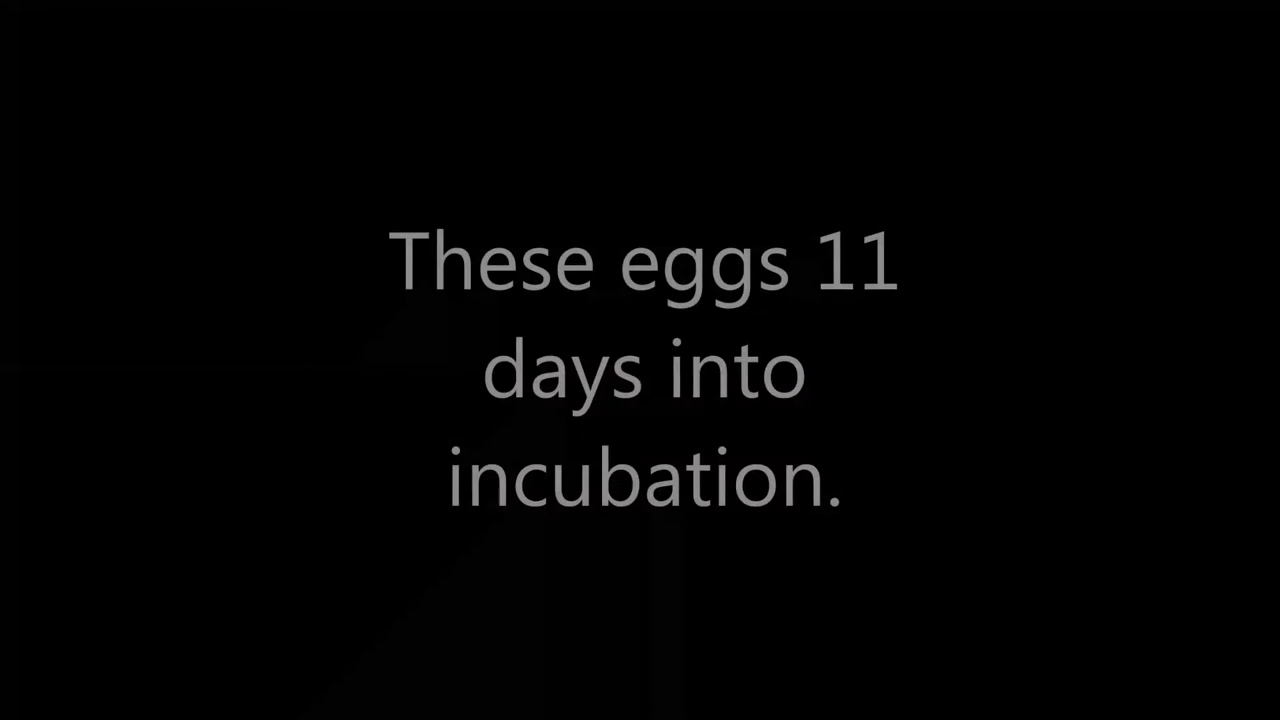 These eggs 11
days into
incubation.